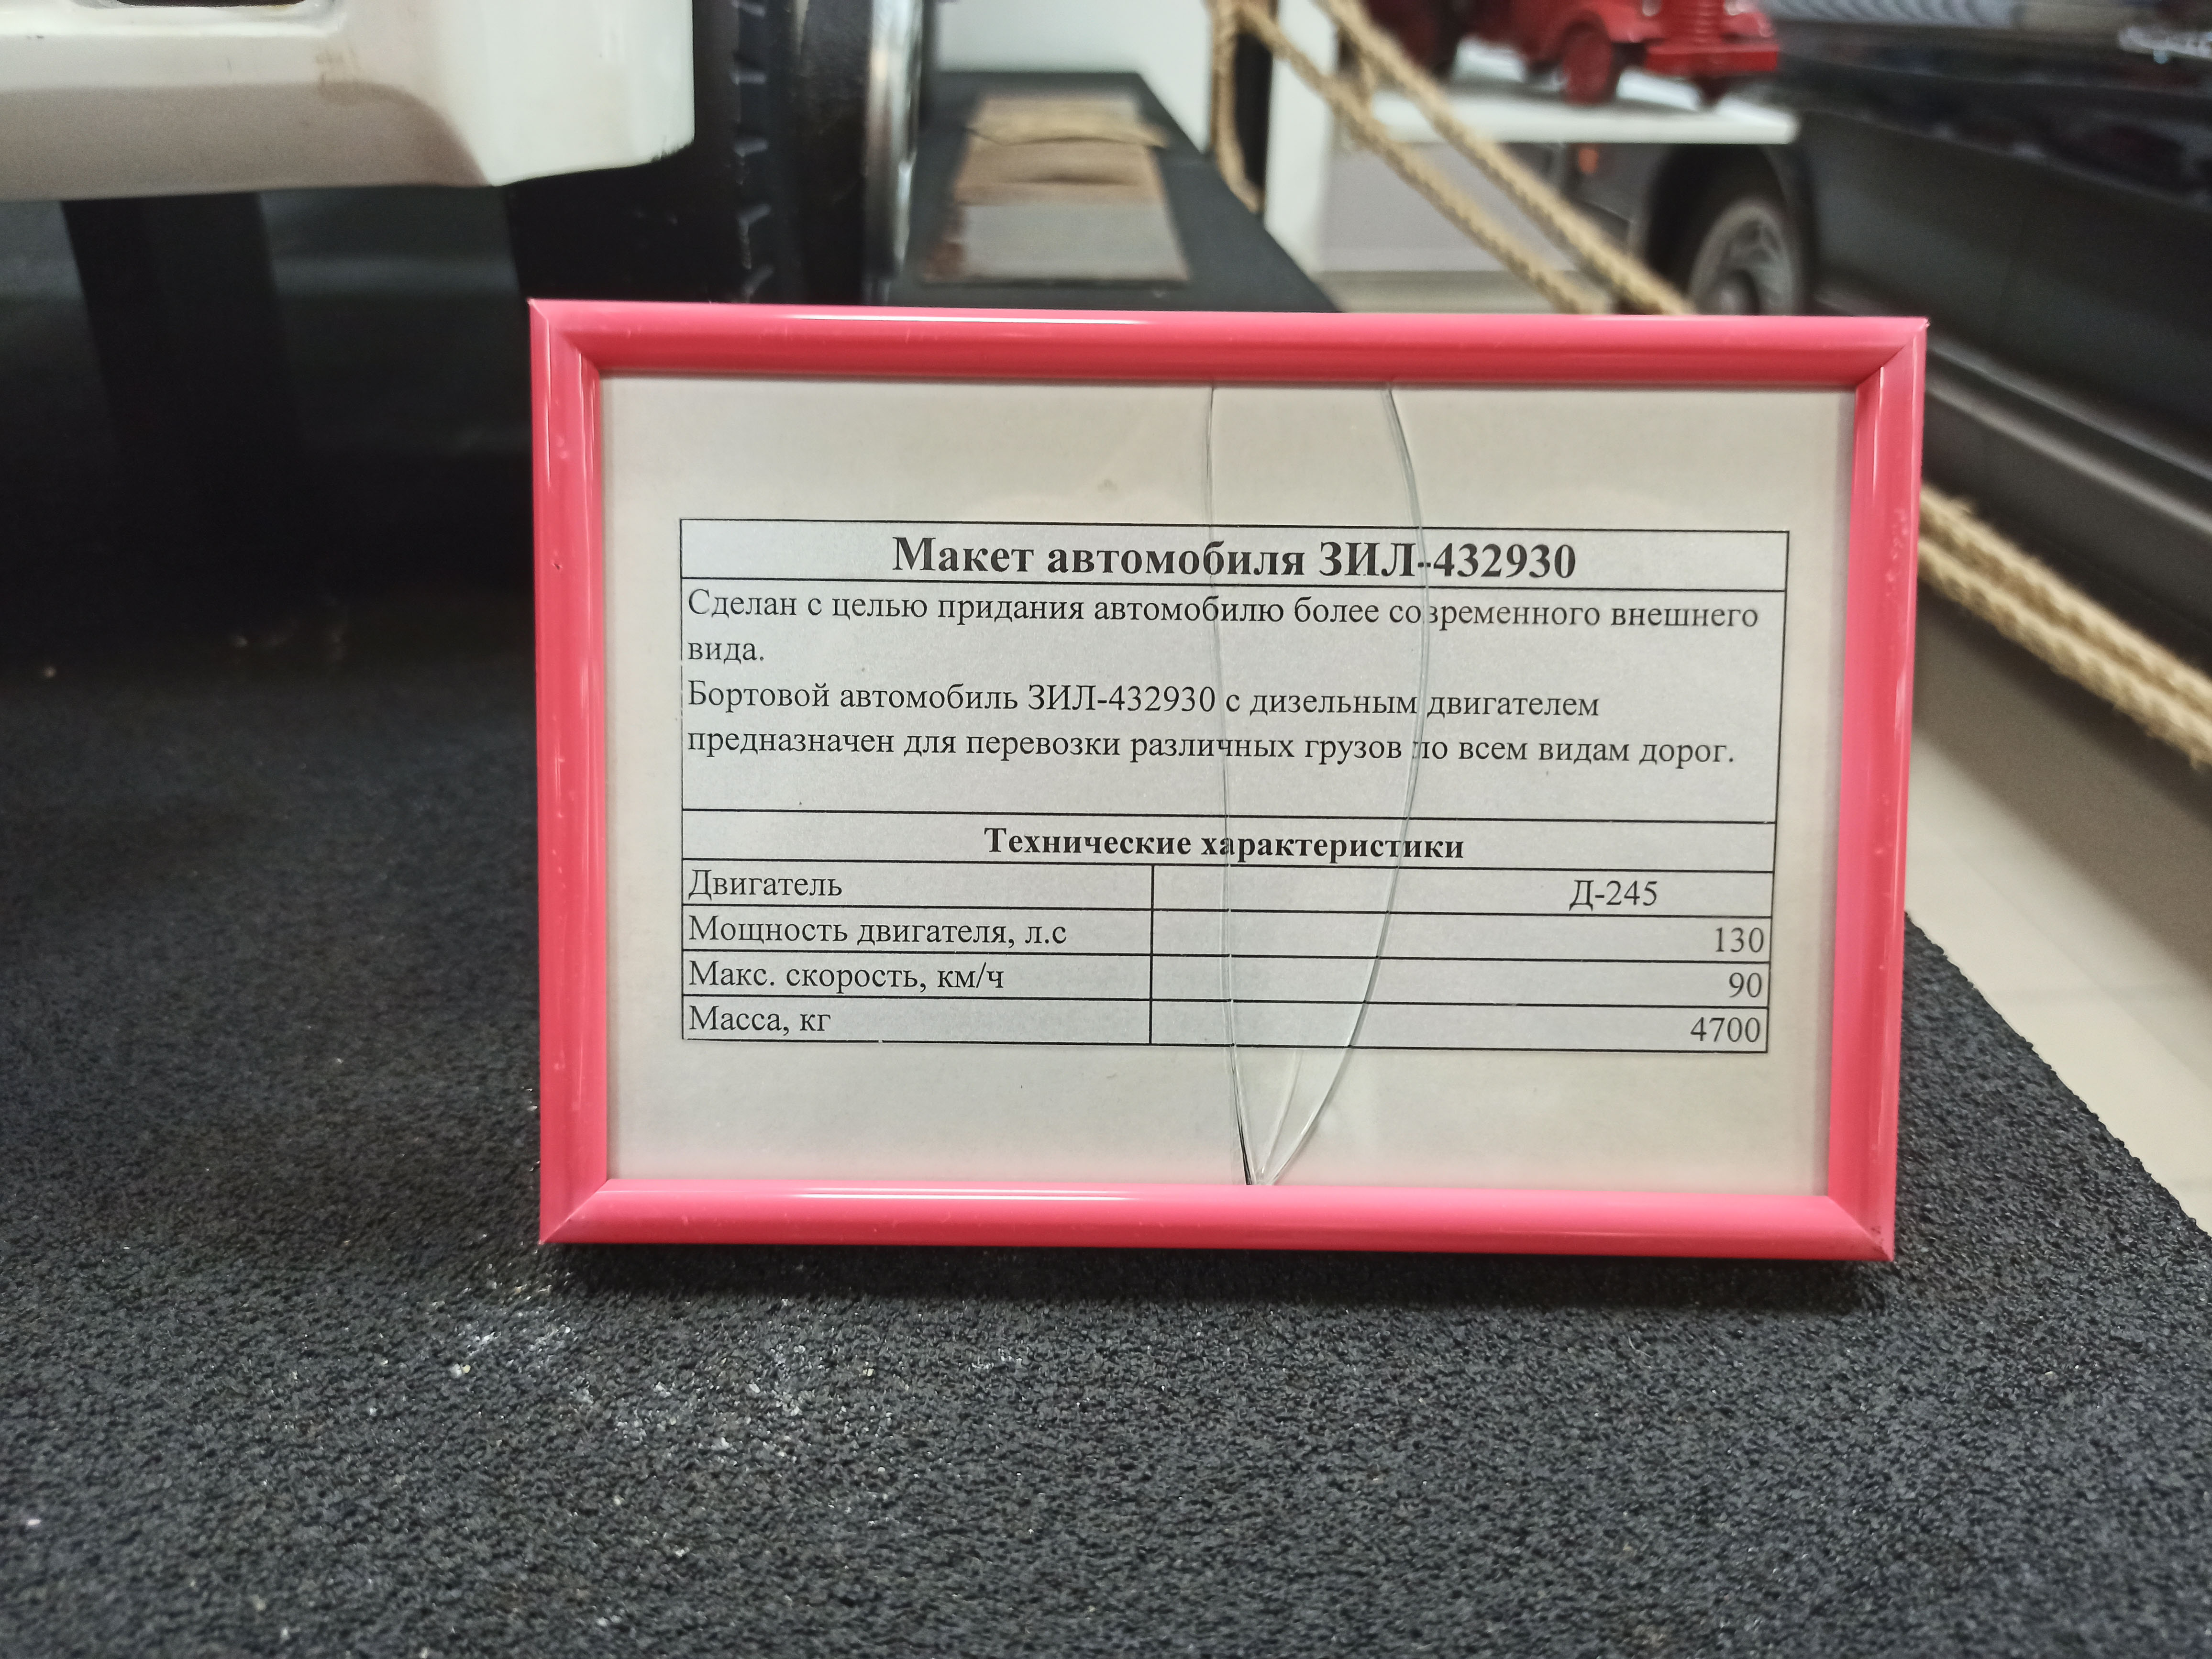 Макет автомобиля ЗИЛ-432930
Сделан с целью придания автомобилю более современного внешнего
вида.
Бортовой автомобиль ЗИЛ-432930 с дизельным двигателем
предназначен для перевозки различных грузов по всем видам дорог.
Технические характеристики
Двигатель Д-245
Мощность двигателя, л.с 130
Макс. скорость, км/ч 90
Масса, кг 4700